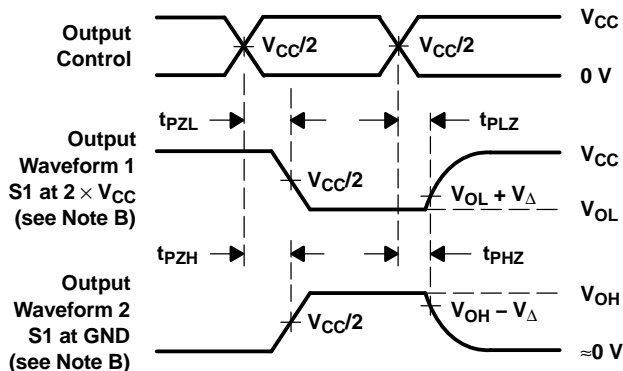 Output
Control
V_CC/2
V_CC/2
V_CC
0 V
t_PZL
t_PLZ
Output
Waveform 1
S1 at 2 × V_CC
(see Note B)
V_CC/2
V_OL + V_Δ
V_CC
V_OL
t_PZH
t_PHZ
Output
Waveform 2
S1 at GND
(see Note B)
V_CC/2
V_OH − V_Δ
V_OH
≈0 V